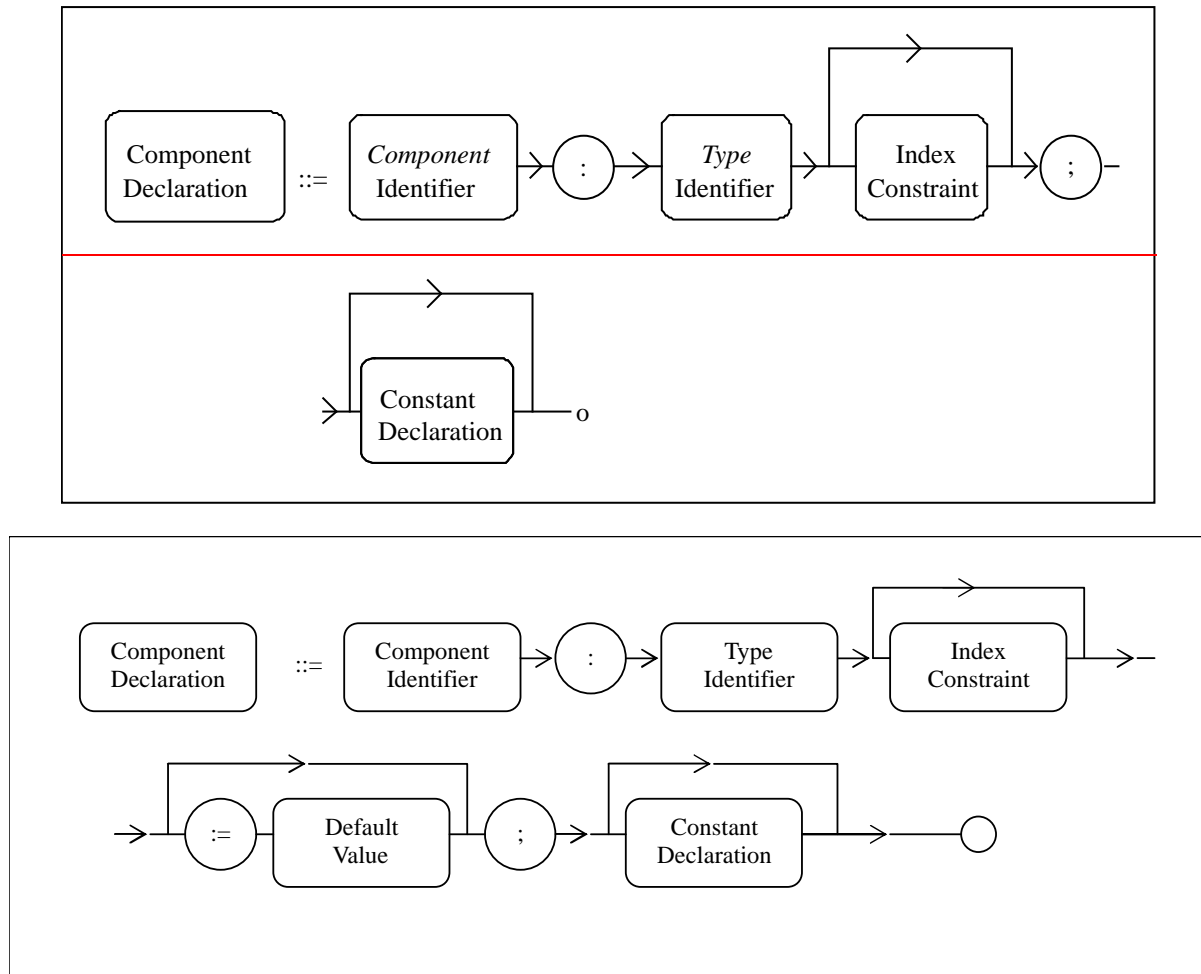 Component
Declaration
::=
Component
Identifier
:
Type
Identifier
Index
Constraint
;
Constant
Declaration
o
Component
Declaration
::=
Component
Identifier
:
Type
Identifier
Index
Constraint
:=
Default
Value
;
Constant
Declaration